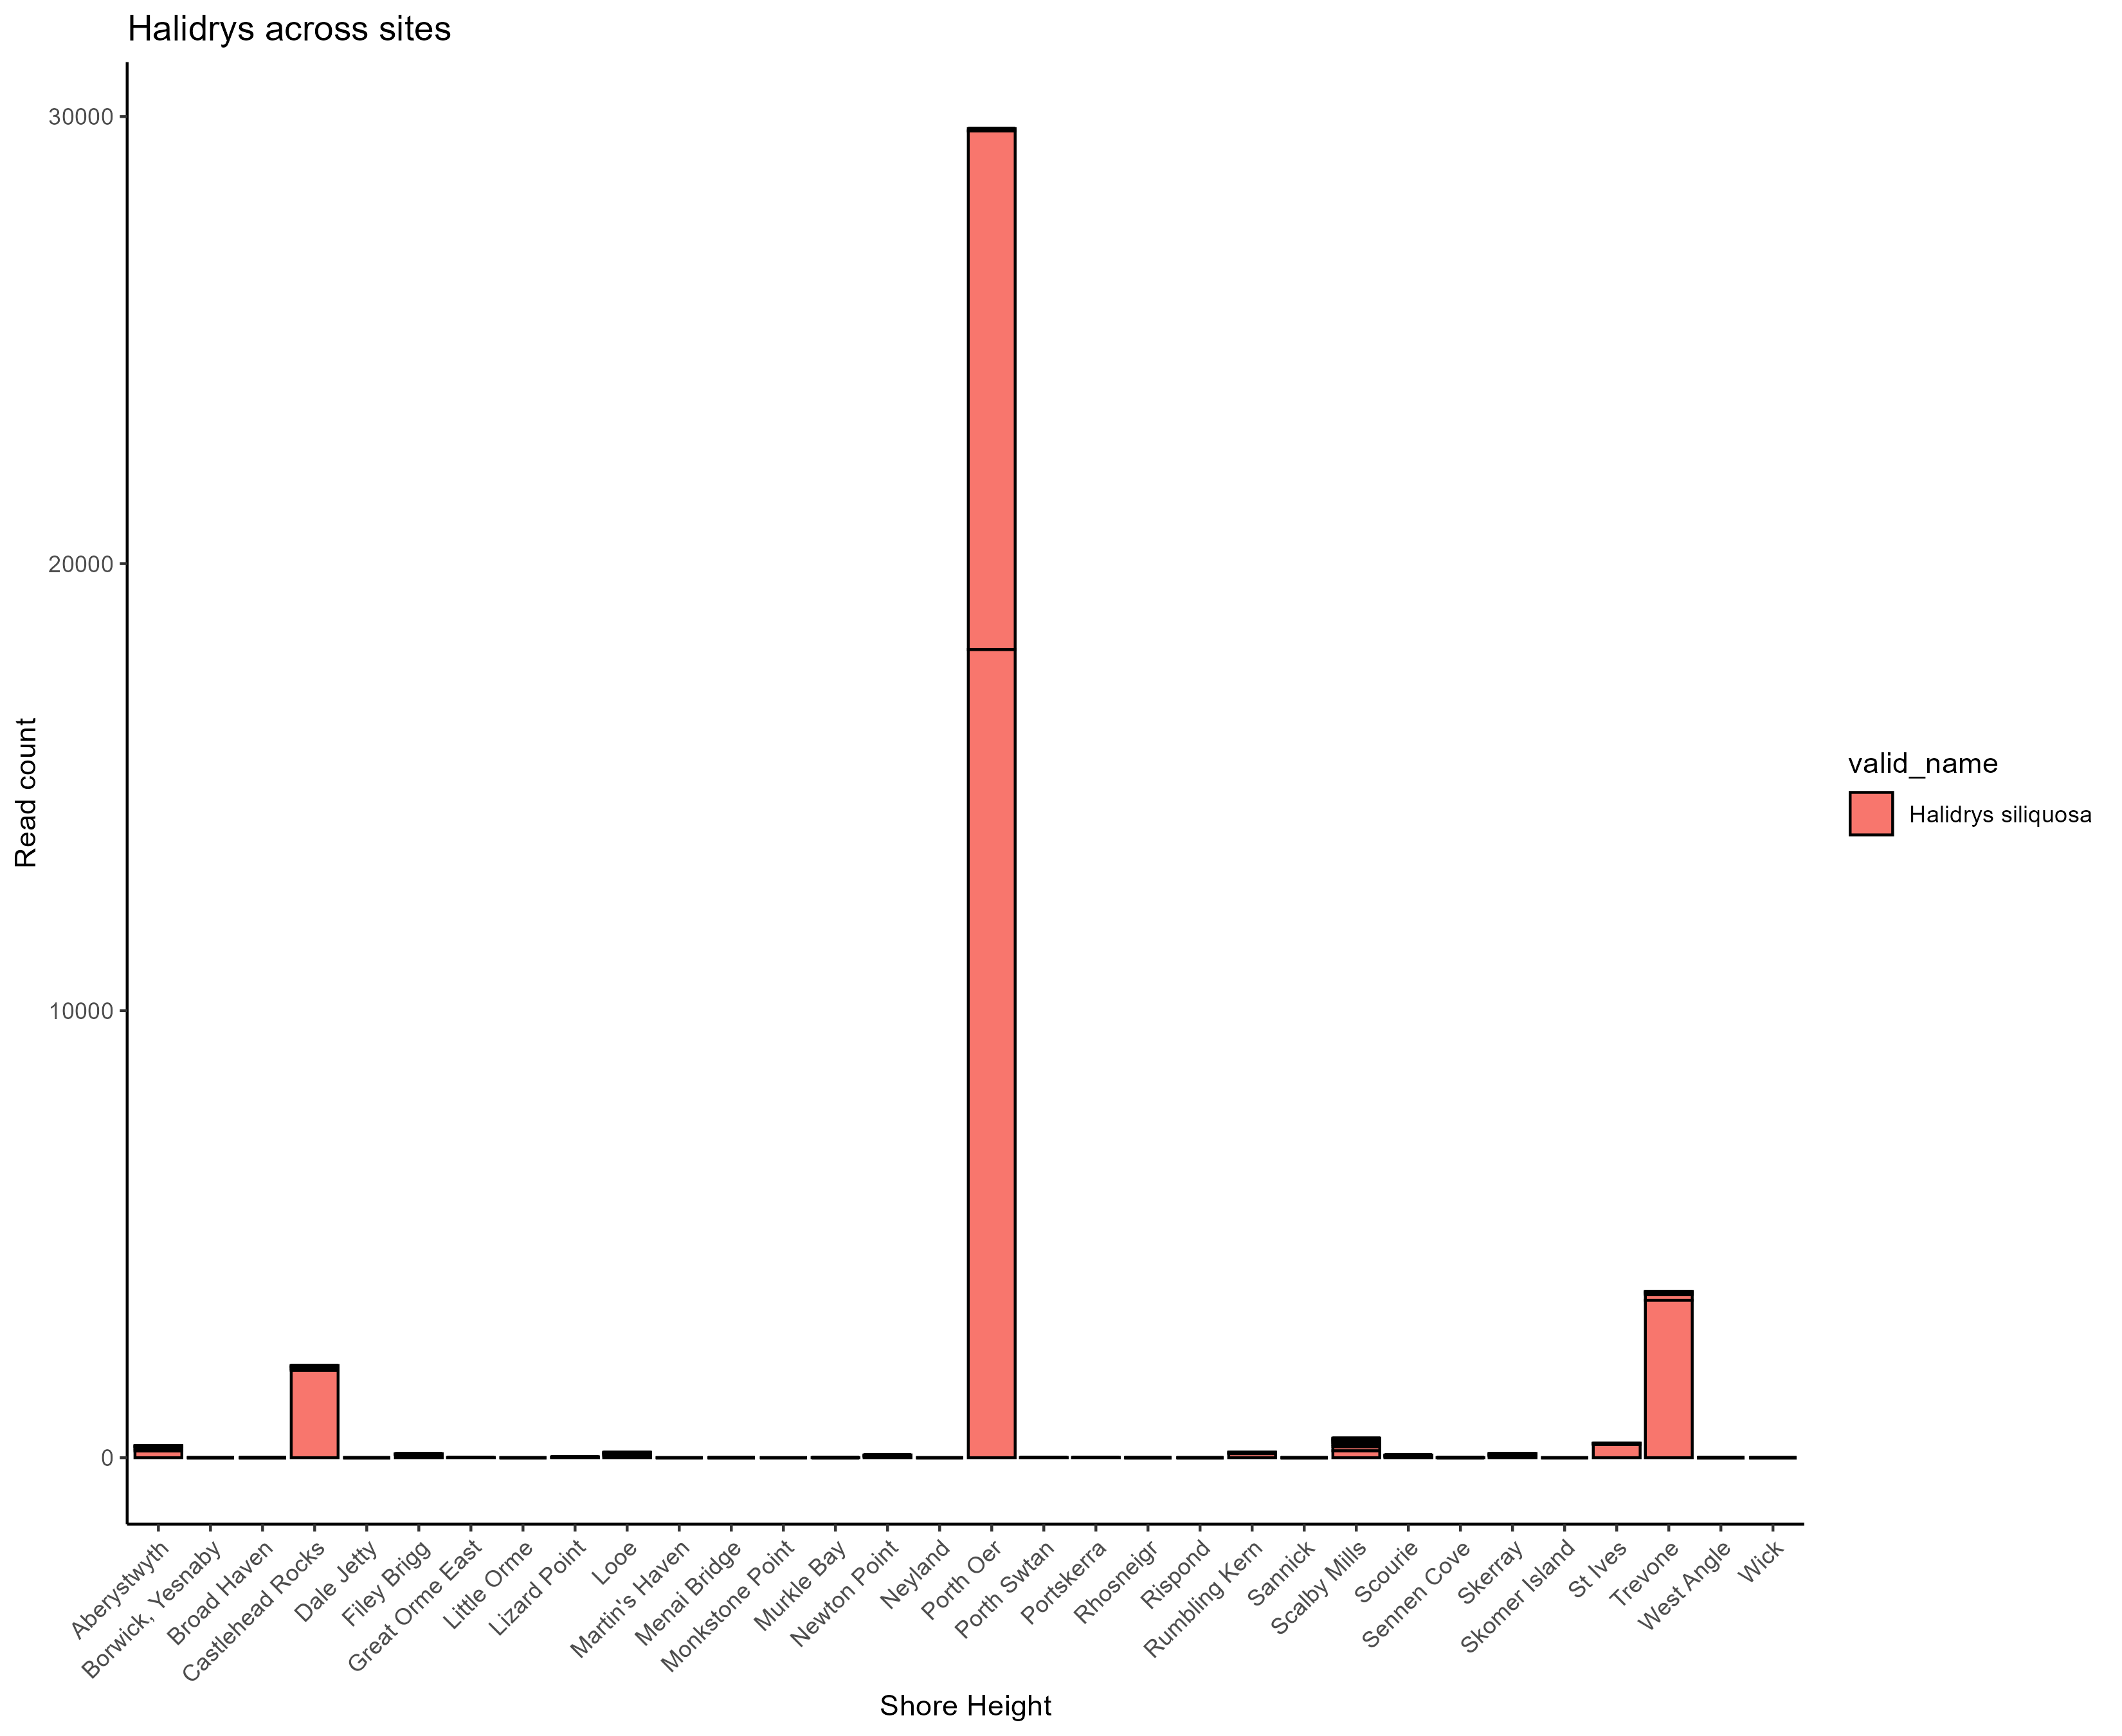 Halidrys across sites
30000
20000
10000
0
Read count
Aberystwyth
Borwick, Yesnaby
Broad Haven
Castlehead Rocks
Dale Jetty
Filey Brigg
Great Orme East
Little Orme
Lizard Point
Looe
Martin's Haven
Menai Bridge
Monkstone Point
Murkle Bay
Newton Point
Neyland
Porth Oer
Porth Swtan
Portskerra
Rhosneigr
Rispond
Rumbling Kern
Sannick
Scalby Mills
Scourie
Sennen Cove
Skerray
Skomer Island
St Ives
Trevone
West Angle
Wick
Shore Height
valid_name
Halidrys siliquosa